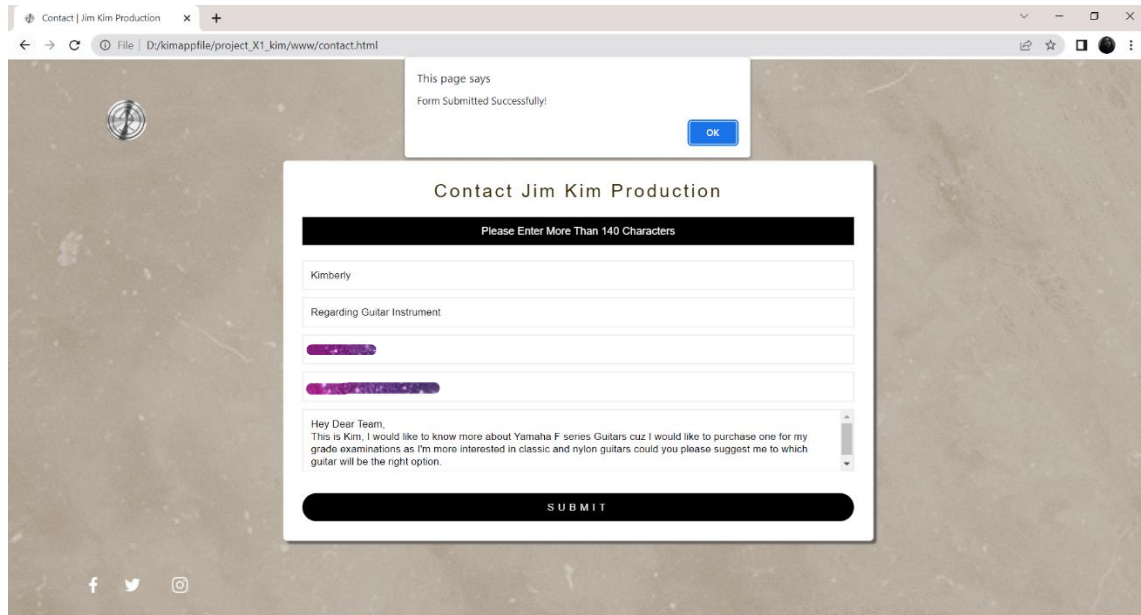 Contact | Jim Kim Production
File | D:/kimappfile/project_X1_kim/www/contact.html
This page says
Form Submitted Successfully!
OK
Contact Jim Kim Production
Please Enter More Than 140 Characters
Kimberly
Regarding Guitar Instrument
Hey Dear Team,
This is Kim, I would like to know more about Yamaha F series Guitars cuz I would like to purchase one for my
grade examinations as I'm more interested in classic and nylon guitars could you please suggest me to which
guitar will be the right option.
SUBMIT